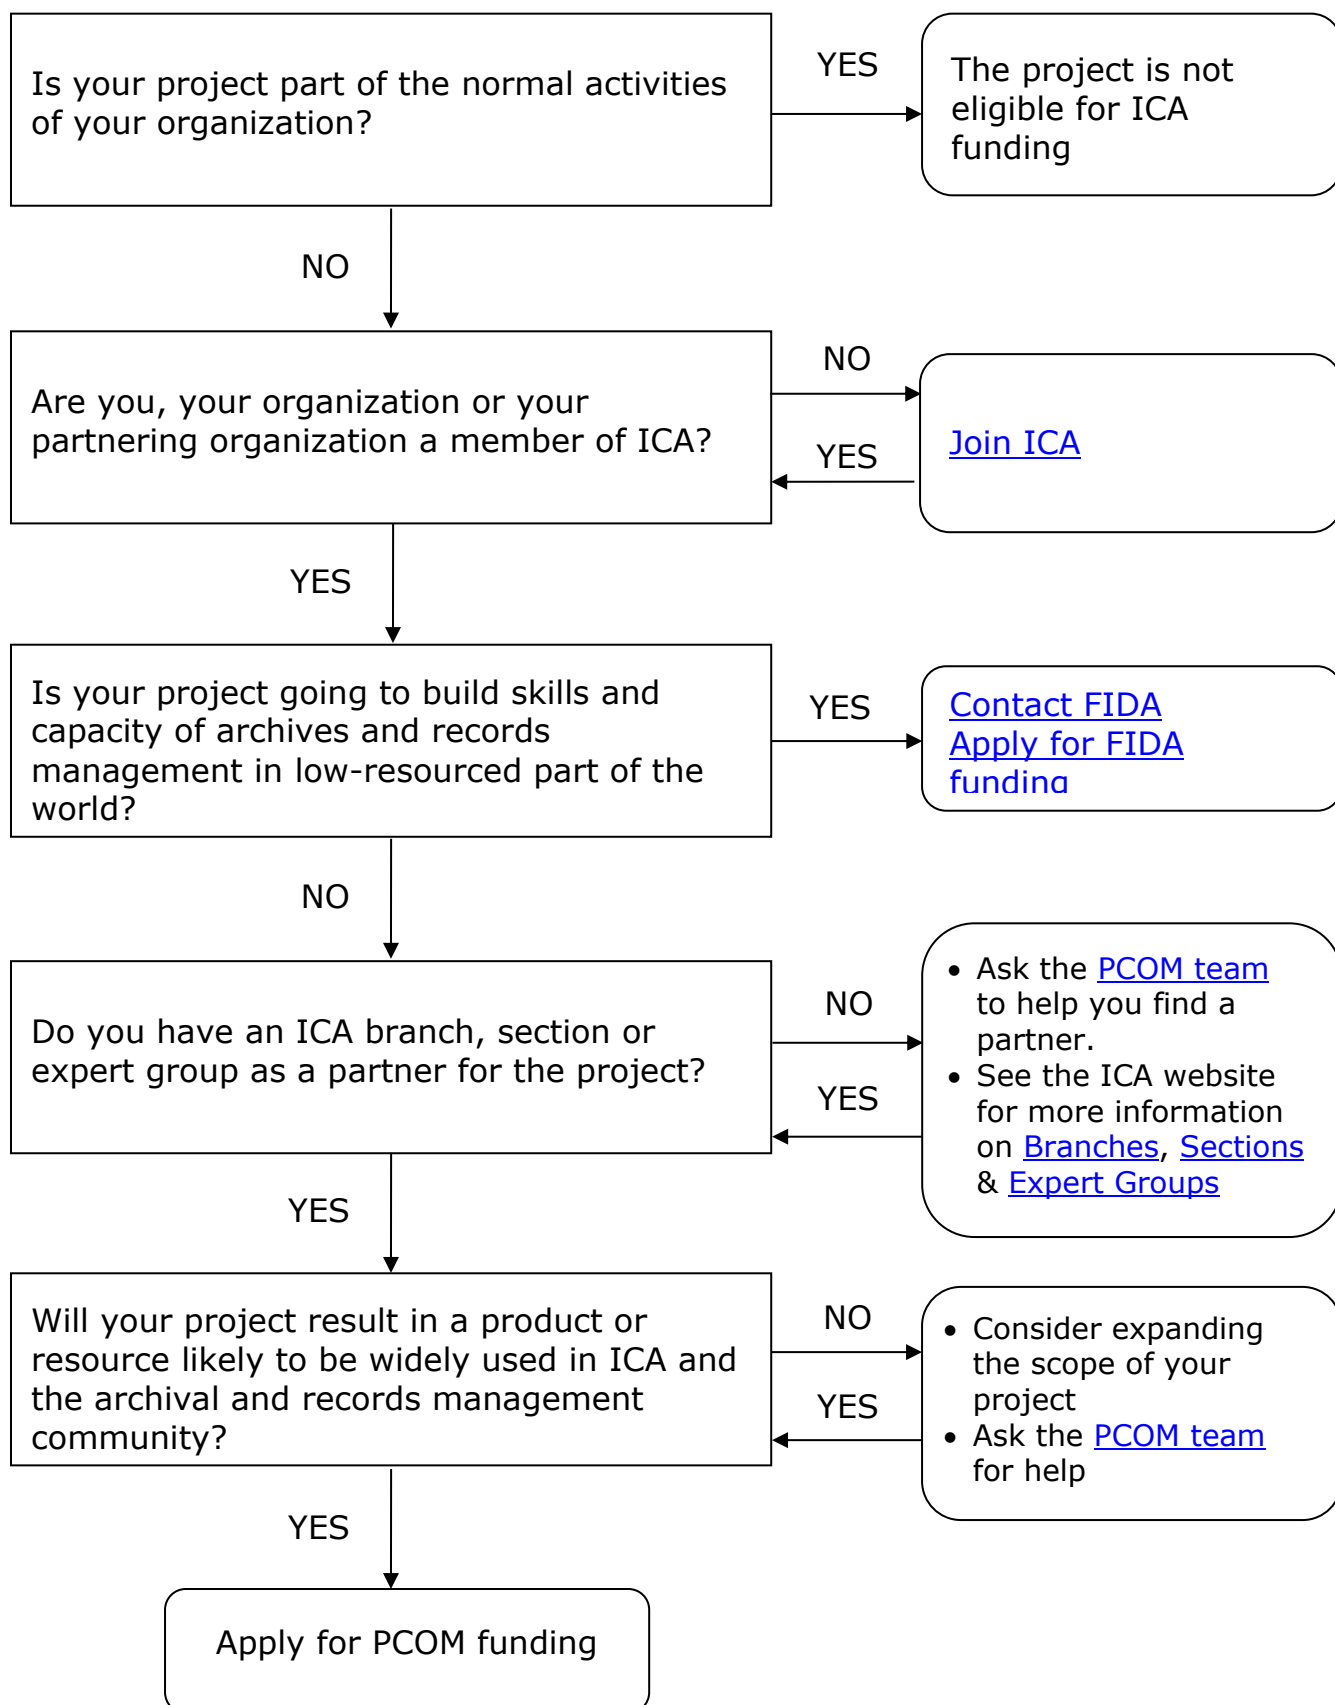 Is your project part of the normal activities
of your organization?
YES
The project is not
eligible for ICA
funding
NO
Are you, your organization or your
partnering organization a member of ICA?
NO
YES
Join ICA
YES
Is your project going to build skills and
capacity of archives and records
management in low-resourced part of the
world?
YES
Contact FIDA
Apply for FIDA
funding
NO
Do you have an ICA branch, section or
expert group as a partner for the project?
NO
YES
• Ask the PCOM team
to help you find a
partner.
• See the ICA website
for more information
on Branches, Sections
& Expert Groups
YES
Will your project result in a product or
resource likely to be widely used in ICA and
the archival and records management
community?
NO
YES
• Consider expanding
the scope of your
project
• Ask the PCOM team
for help
YES
Apply for PCOM funding